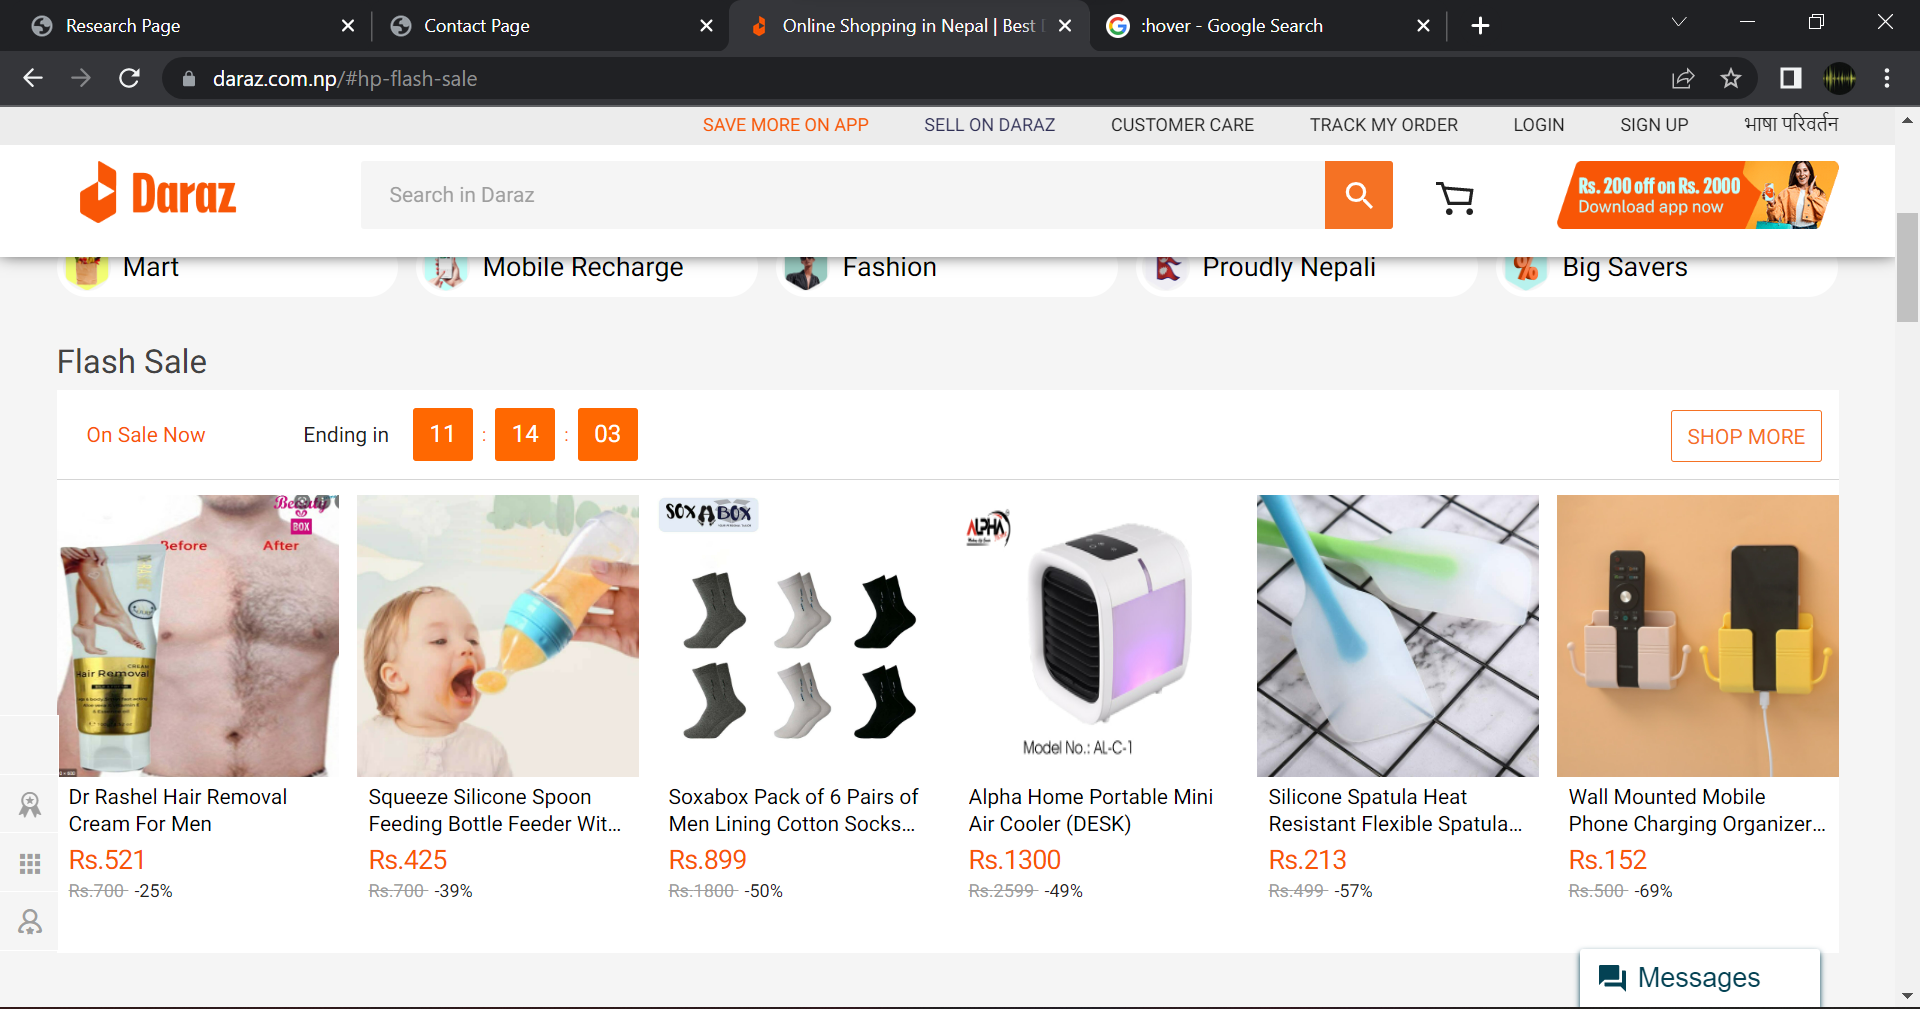 Research Page
Contact Page
Online Shopping in Nepal | Best
:hover - Google Search
daraz.com.np/#hp-flash-sale
SAVE MORE ON APP
SELL ON DARAZ
CUSTOMER CARE
TRACK MY ORDER
LOGIN
SIGN UP
भाषा परिवर्तन
Daraz
Search in Daraz
Rs. 200 off on Rs. 2000
Download app now
Mart
Mobile Recharge
Fashion
Proudly Nepali
Big Savers
Flash Sale
On Sale Now
Ending in
11 : 14 : 03
SHOP MORE
Beauty
BOX
Before
After
CREAM
Hair Removal
SOXABOX
ALPHA
Model No.: AL-C-1
Dr Rashel Hair Removal
Cream For Men
Rs.521
Rs.700 -25%
Squeeze Silicone Spoon
Feeding Bottle Feeder Wit...
Rs.425
Rs.700 -39%
Soxabox Pack of 6 Pairs of
Men Lining Cotton Socks...
Rs.899
Rs.1800 -50%
Alpha Home Portable Mini
Air Cooler (DESK)
Rs.1300
Rs.2599 -49%
Silicone Spatula Heat
Resistant Flexible Spatula...
Rs.213
Rs.499 -57%
Wall Mounted Mobile
Phone Charging Organizer...
Rs.152
Rs.500 -69%
Messages